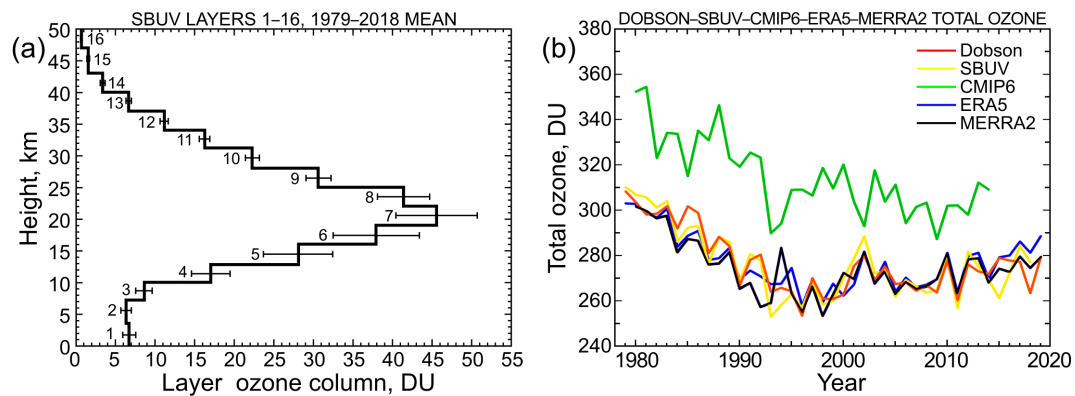 SBUV LAYERS 1–16, 1979–2018 MEAN
(a)
Height, km
50
45
40
35
30
25
20
15
10
5
0
16
15
14
13
12
11
10
9
8
7
6
5
4
3
2
1
0 5 10 15 20 25 30 35 40 45 50 55
Layer ozone column, DU
DOBSON–SBUV–CMIP6–ERA5–MERRA2 TOTAL OZONE
(b)
Total ozone, DU
380
360
340
320
300
280
260
240
Dobson
SBUV
CMIP6
ERA5
MERRA2
1980 1990 2000 2010 2020
Year